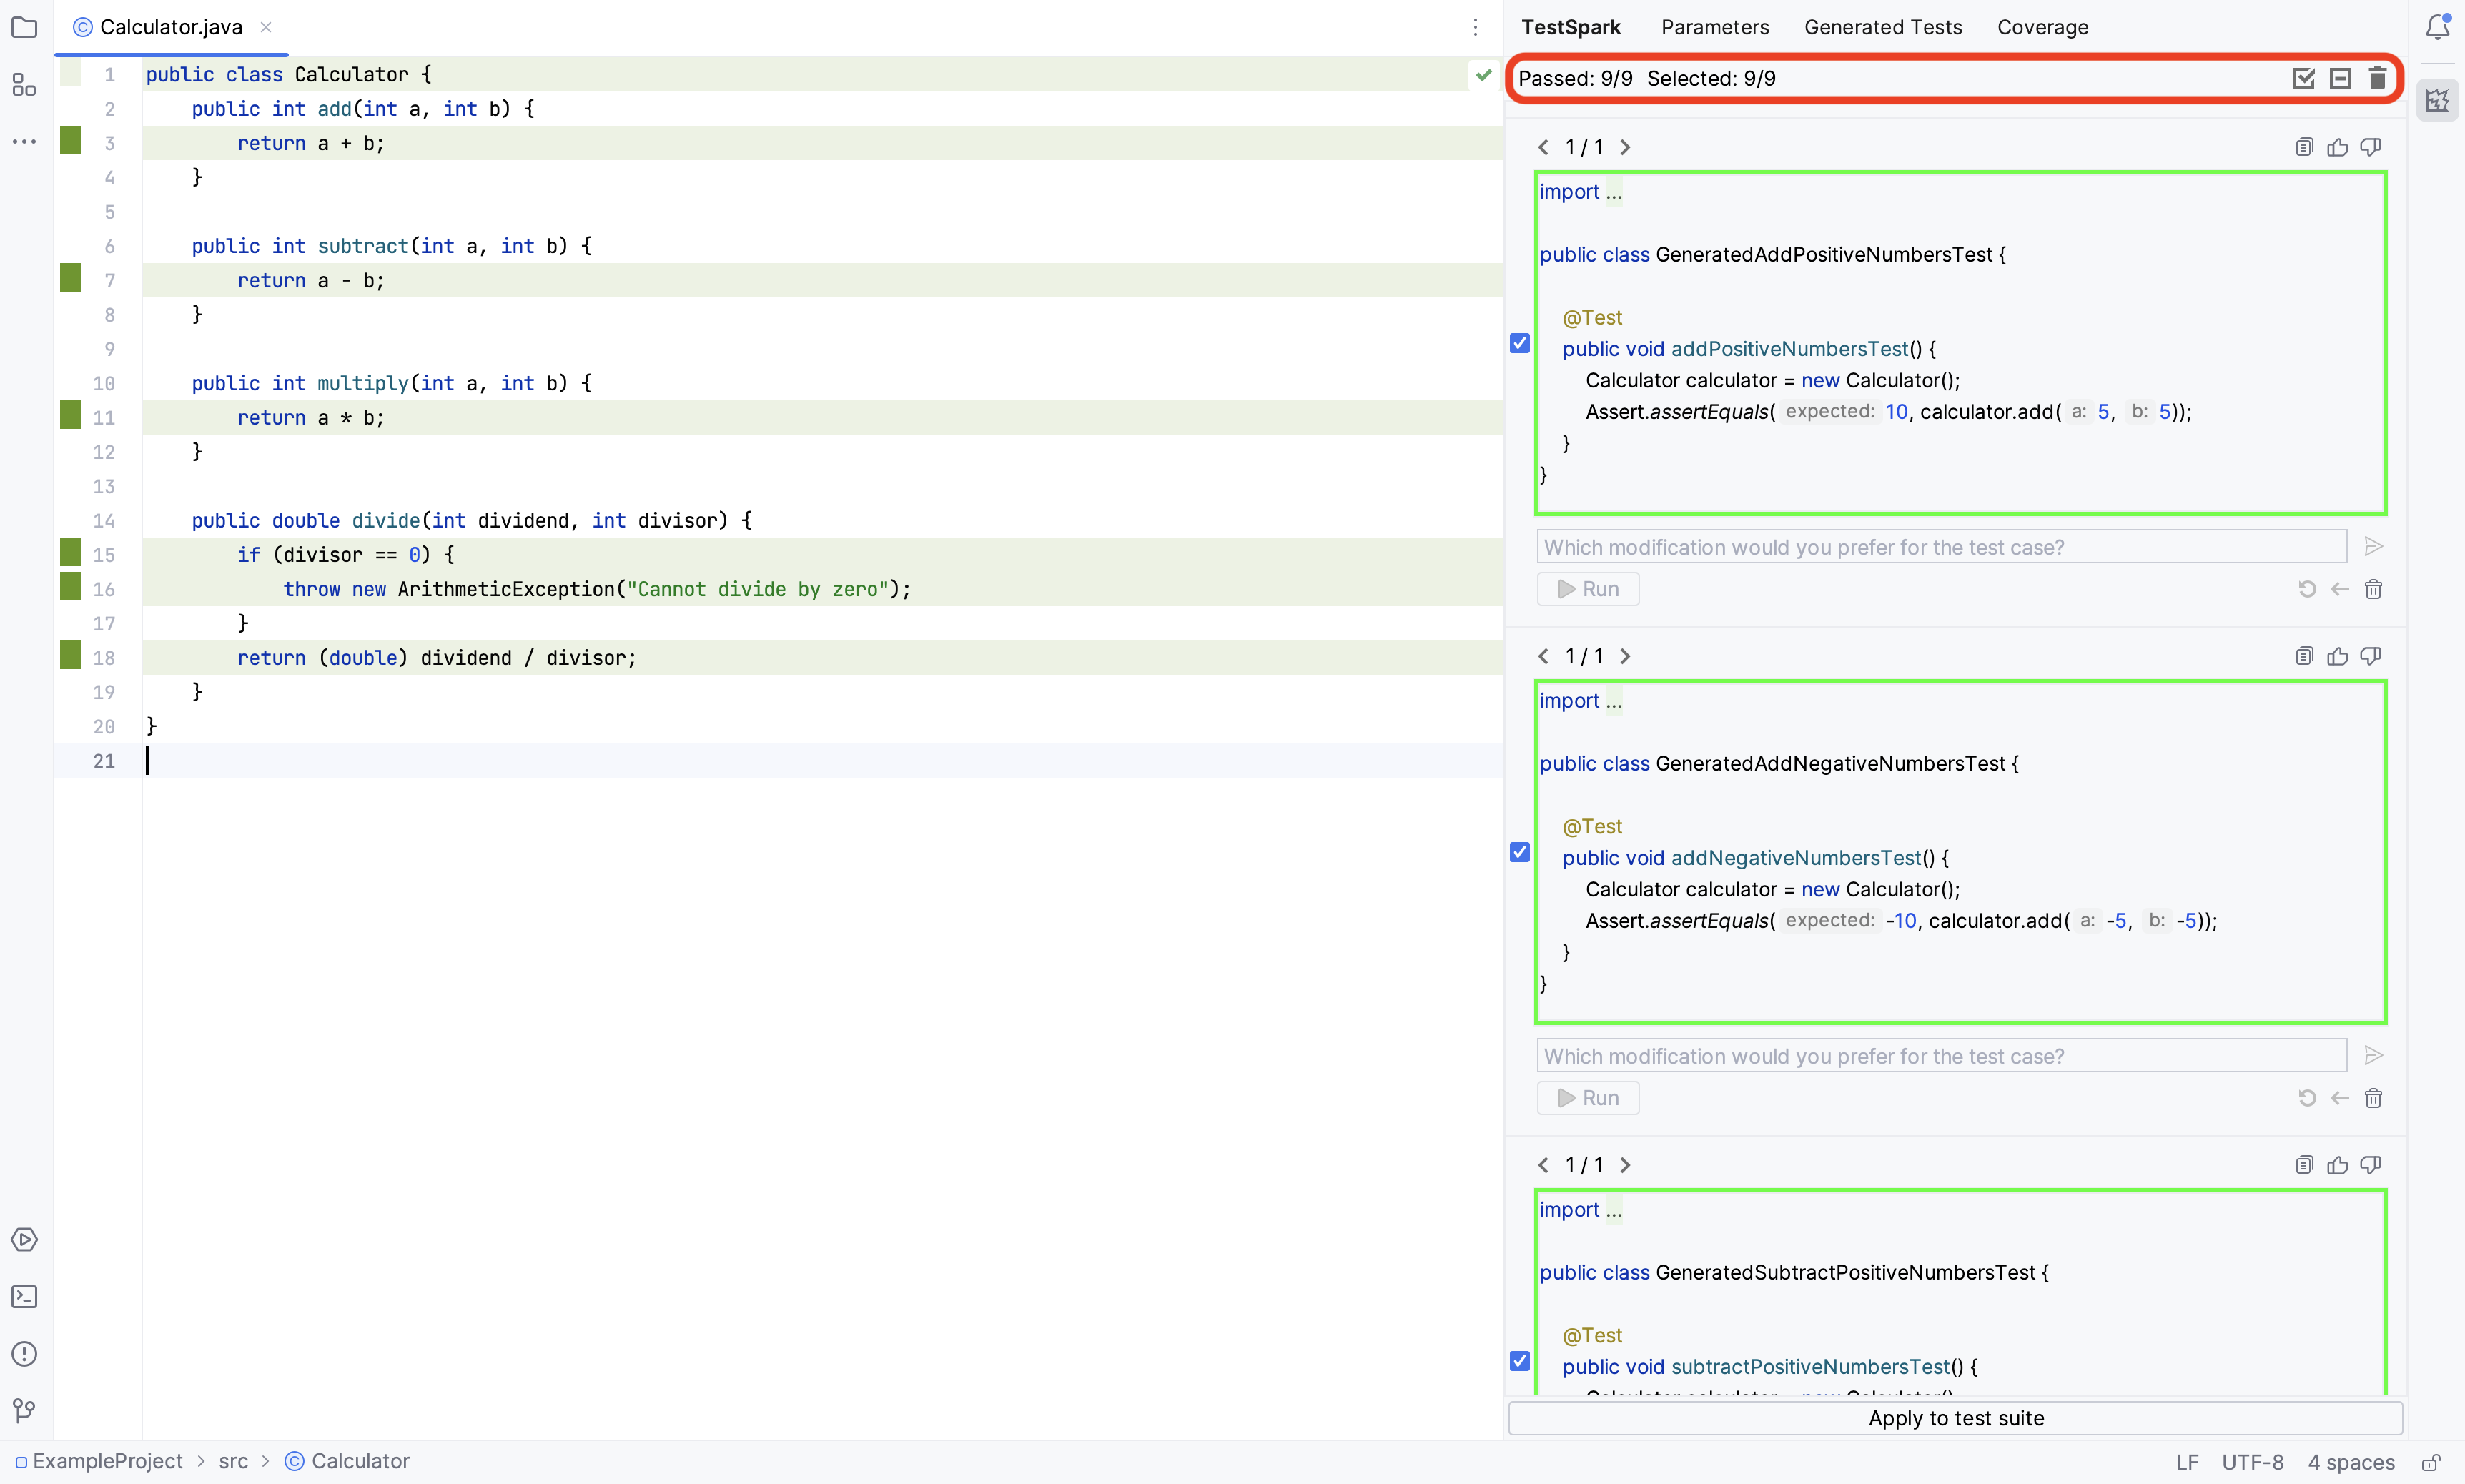 Calculator.java
1 public class Calculator {
2 public int add(int a, int b) {
3 return a + b;
4 }
5
6 public int subtract(int a, int b) {
7 return a - b;
8 }
9
10 public int multiply(int a, int b) {
11 return a * b;
12 }
13
14 public double divide(int dividend, int divisor) {
15 if (divisor == 0) {
16 throw new ArithmeticException("Cannot divide by zero");
17 }
18 return (double) dividend / divisor;
19 }
20 }
21
TestSpark Parameters Generated Tests Coverage
Passed: 9/9 Selected: 9/9
1 / 1
import ...
public class GeneratedAddPositiveNumbersTest {
@Test
public void addPositiveNumbersTest() {
Calculator calculator = new Calculator();
Assert.assertEquals( expected: 10, calculator.add( a: 5, b: 5));
}
}
Which modification would you prefer for the test case?
Run
1 / 1
import ...
public class GeneratedAddNegativeNumbersTest {
@Test
public void addNegativeNumbersTest() {
Calculator calculator = new Calculator();
Assert.assertEquals( expected: -10, calculator.add( a: -5, b: -5));
}
}
Which modification would you prefer for the test case?
Run
1 / 1
import ...
public class GeneratedSubtractPositiveNumbersTest {
@Test
public void subtractPositiveNumbersTest() {
Calculator calculator = new Calculator();
Apply to test suite
ExampleProject > src > Calculator
LF UTF-8 4 spaces